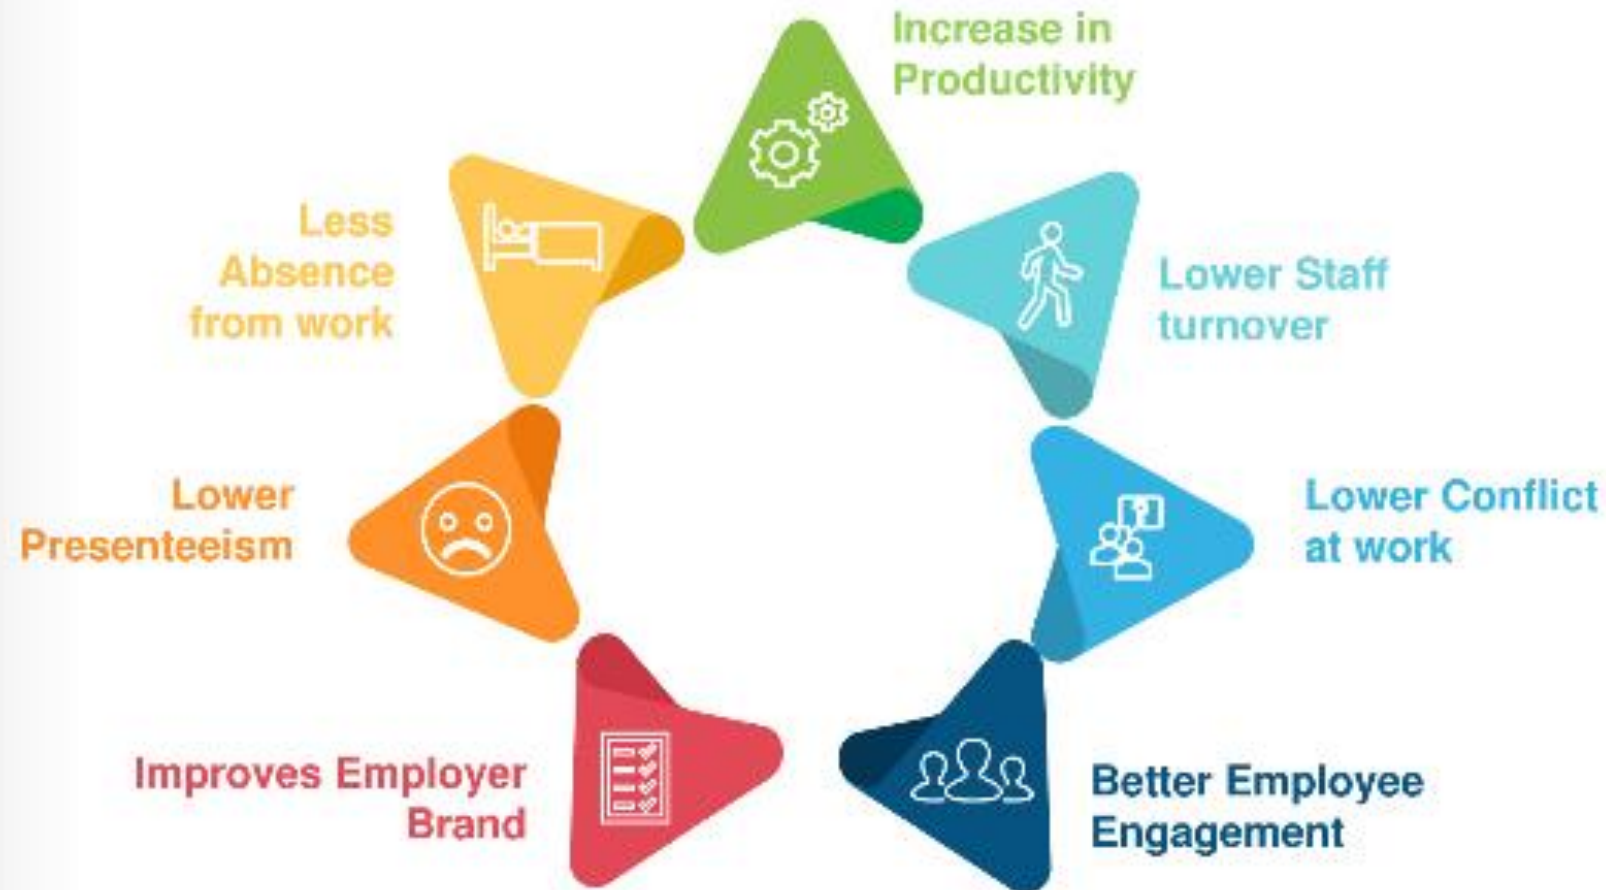 Increase in
Productivity
Lower Staff
turnover
Lower Conflict
at work
Better Employee
Engagement
Improves Employer
Brand
Lower
Presenteeism
Less
Absence
from work